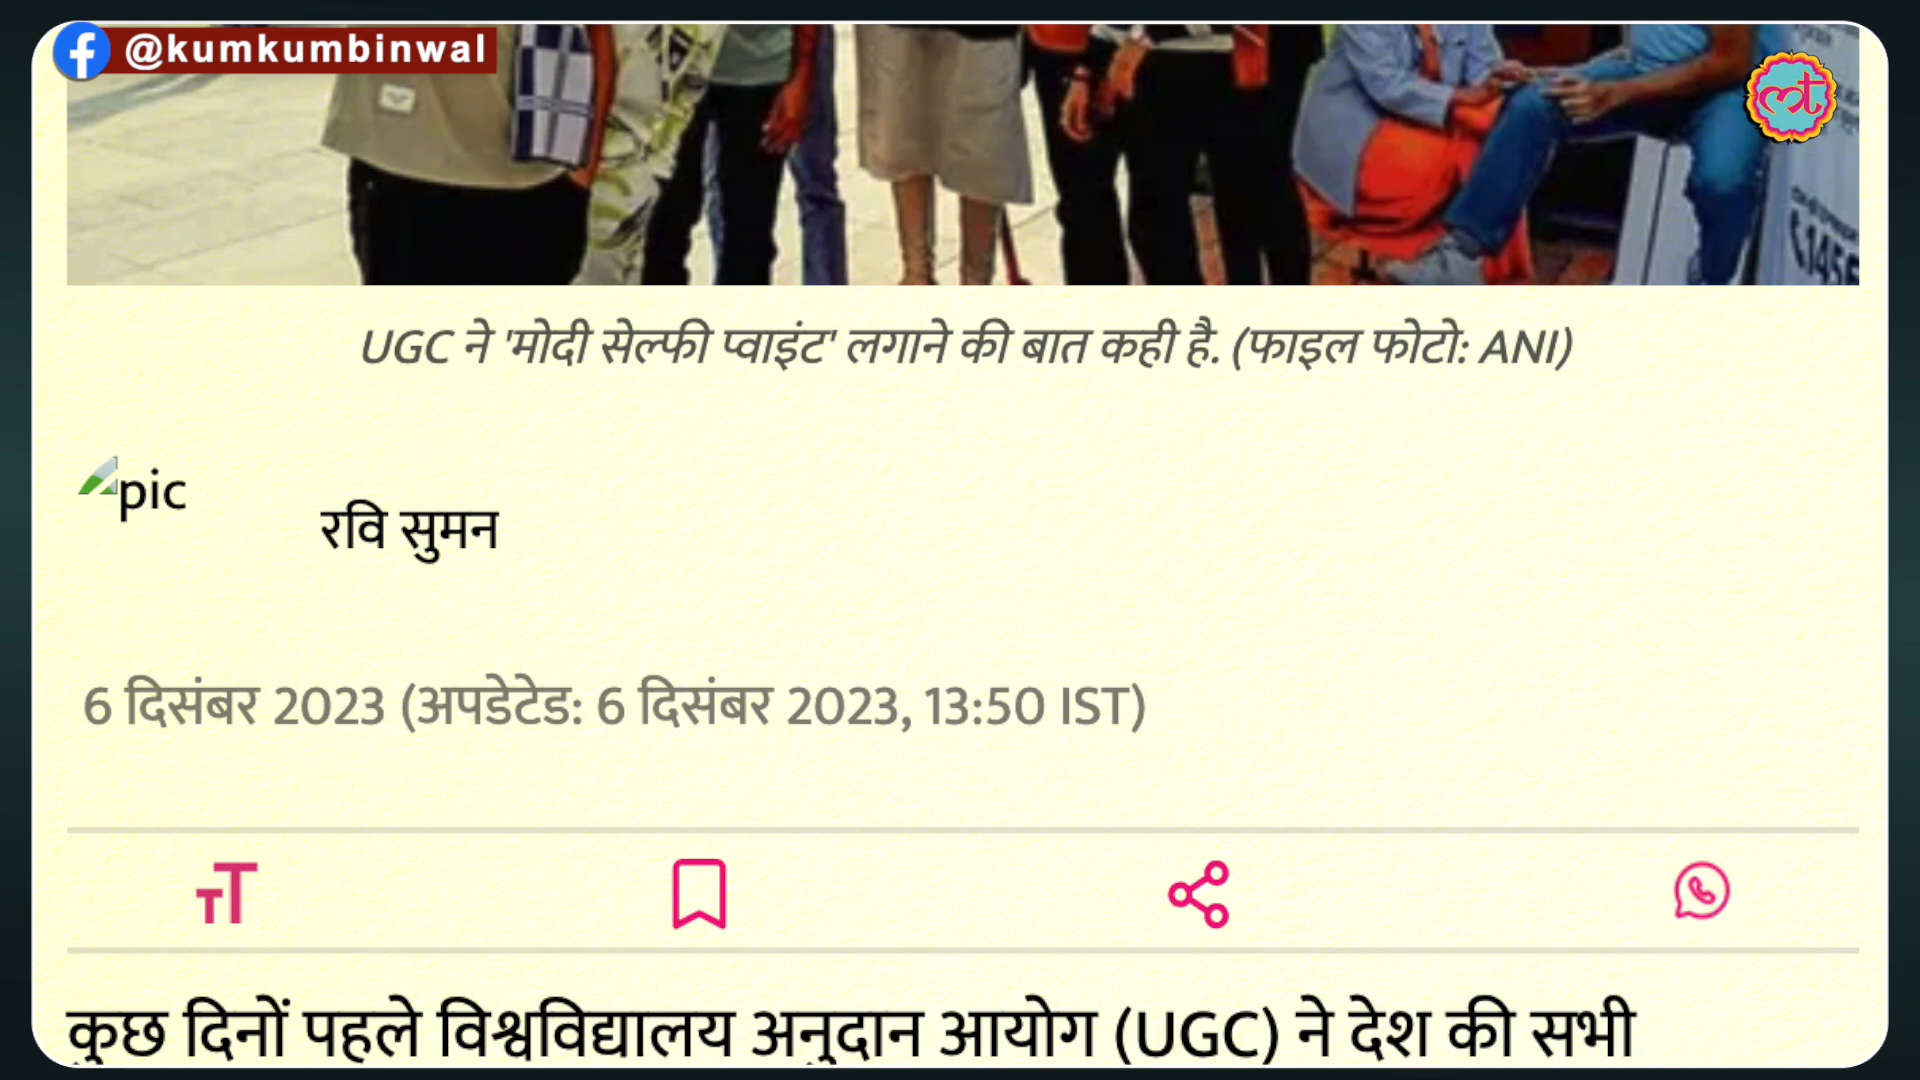 @kumkumbinwal
UGC ने 'मोदी सेल्फी प्वाइंट' लगाने की बात कही है. (फाइल फोटो: ANI)
pic
रवि सुमन
6 दिसंबर 2023 (अपडेटेड: 6 दिसंबर 2023, 13:50 IST)
कुछ दिनों पहले विश्वविद्यालय अनुदान आयोग (UGC) ने देश की सभी